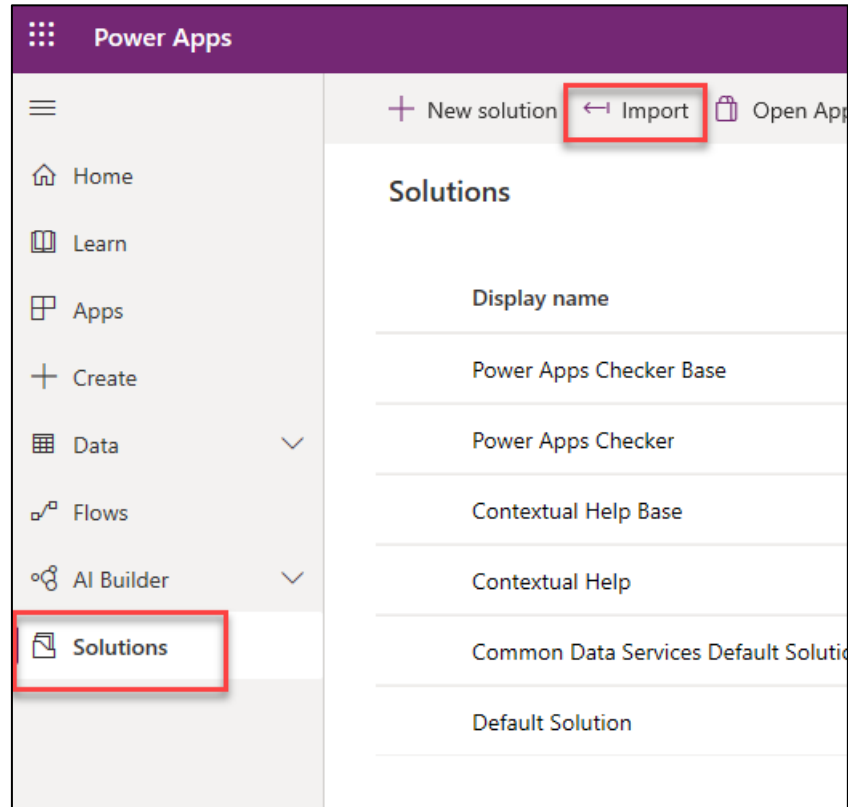 Power Apps
New solution Import Open App
Home
Learn
Apps
Create
Data
Flows
AI Builder
Solutions
Solutions
Display name
Power Apps Checker Base
Power Apps Checker
Contextual Help Base
Contextual Help
Common Data Services Default Solutio
Default Solution